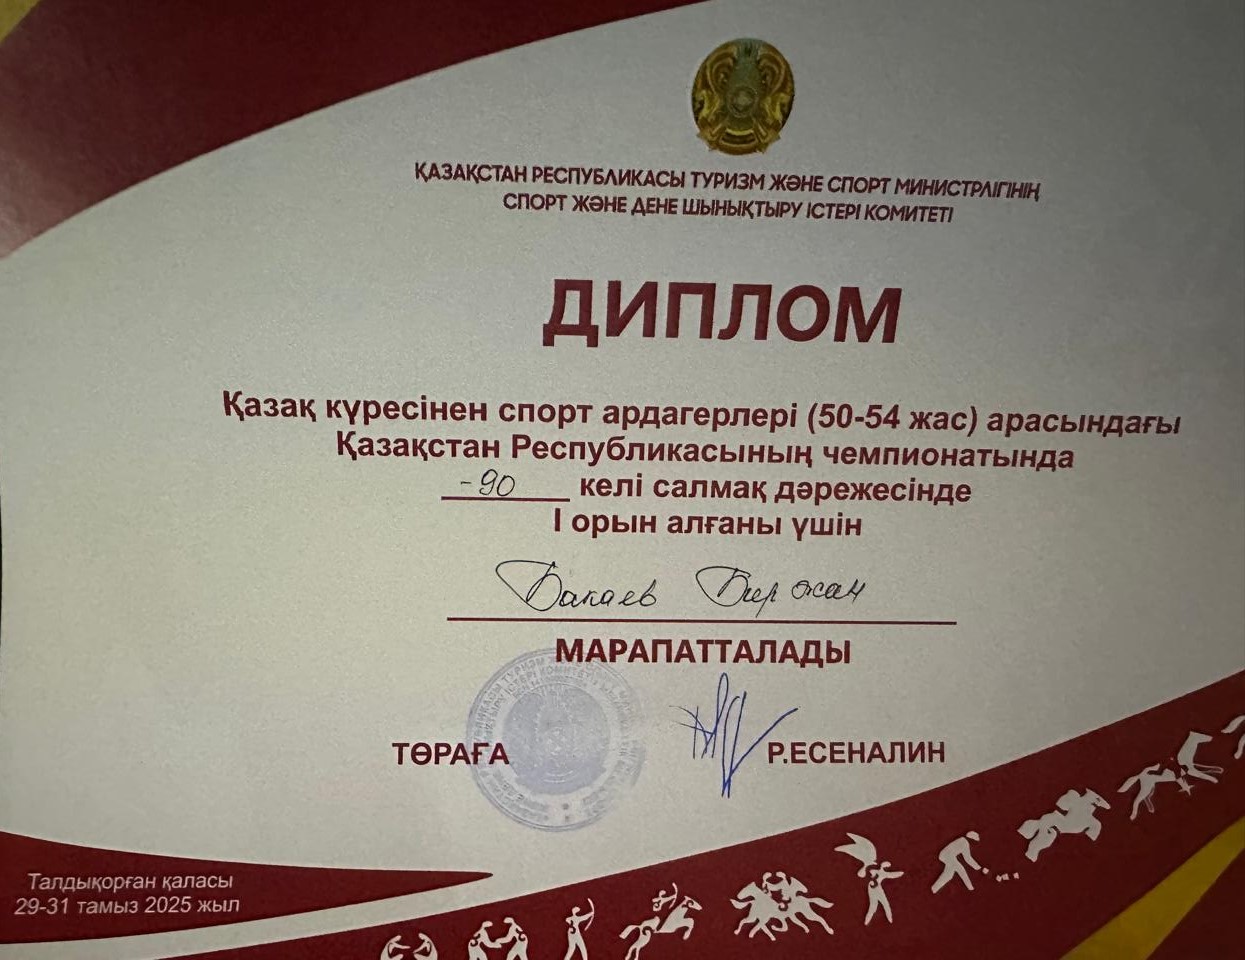 ҚАЗАҚСТАН РЕСПУБЛИКАСЫ ТУРИЗМ ЖӘНЕ СПОРТ МИНИСТРЛІГІНІҢ
СПОРТ ЖӘНЕ ДЕНЕ ШЫНЫҚТЫРУ ІСТЕРІ КОМИТЕТІ
ДИПЛОМ
Қазақ күресінен спорт ардагерлері (50-54 жас) арасындағы
Қазақстан Республикасының чемпионатында
-90 келі салмақ дәрежесінде
І орын алғаны үшін
Бакаев Биржан
МАРАПАТТАЛАДЫ
ТӨРАҒА Р.ЕСЕНАЛИН
Талдықорған қаласы
29-31 тамыз 2025 жыл